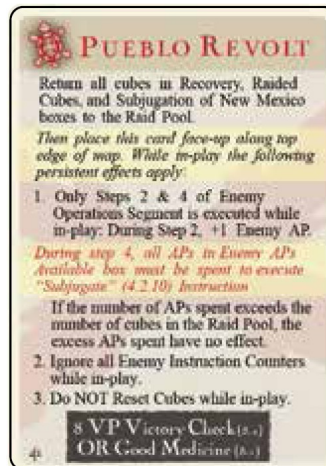 PUEBLO REVOLT
Return all cubes in Recovery, Raided
Cubes, and Subjugation of New Mexico
boxes to the Raid Pool.
Then place this card face-up along top
edge of map. While in-play the following
persistent effects apply:
1. Only Steps 2 & 4 of Enemy
Operations Segment is executed while
in-play: During Step 2, +1 Enemy AP.
During step 4, all APs in Enemy APs
Available box must be spent to execute
"Subjugate" (4.2.10) Instruction
If the number of APs spent exceeds the
number of cubes in the Raid Pool, the
excess APs spent have no effect.
2. Ignore all Enemy Instruction Counters
while in-play.
3. Do NOT Reset Cubes while in-play.
8 VP Victory Check
OR Good Medicine